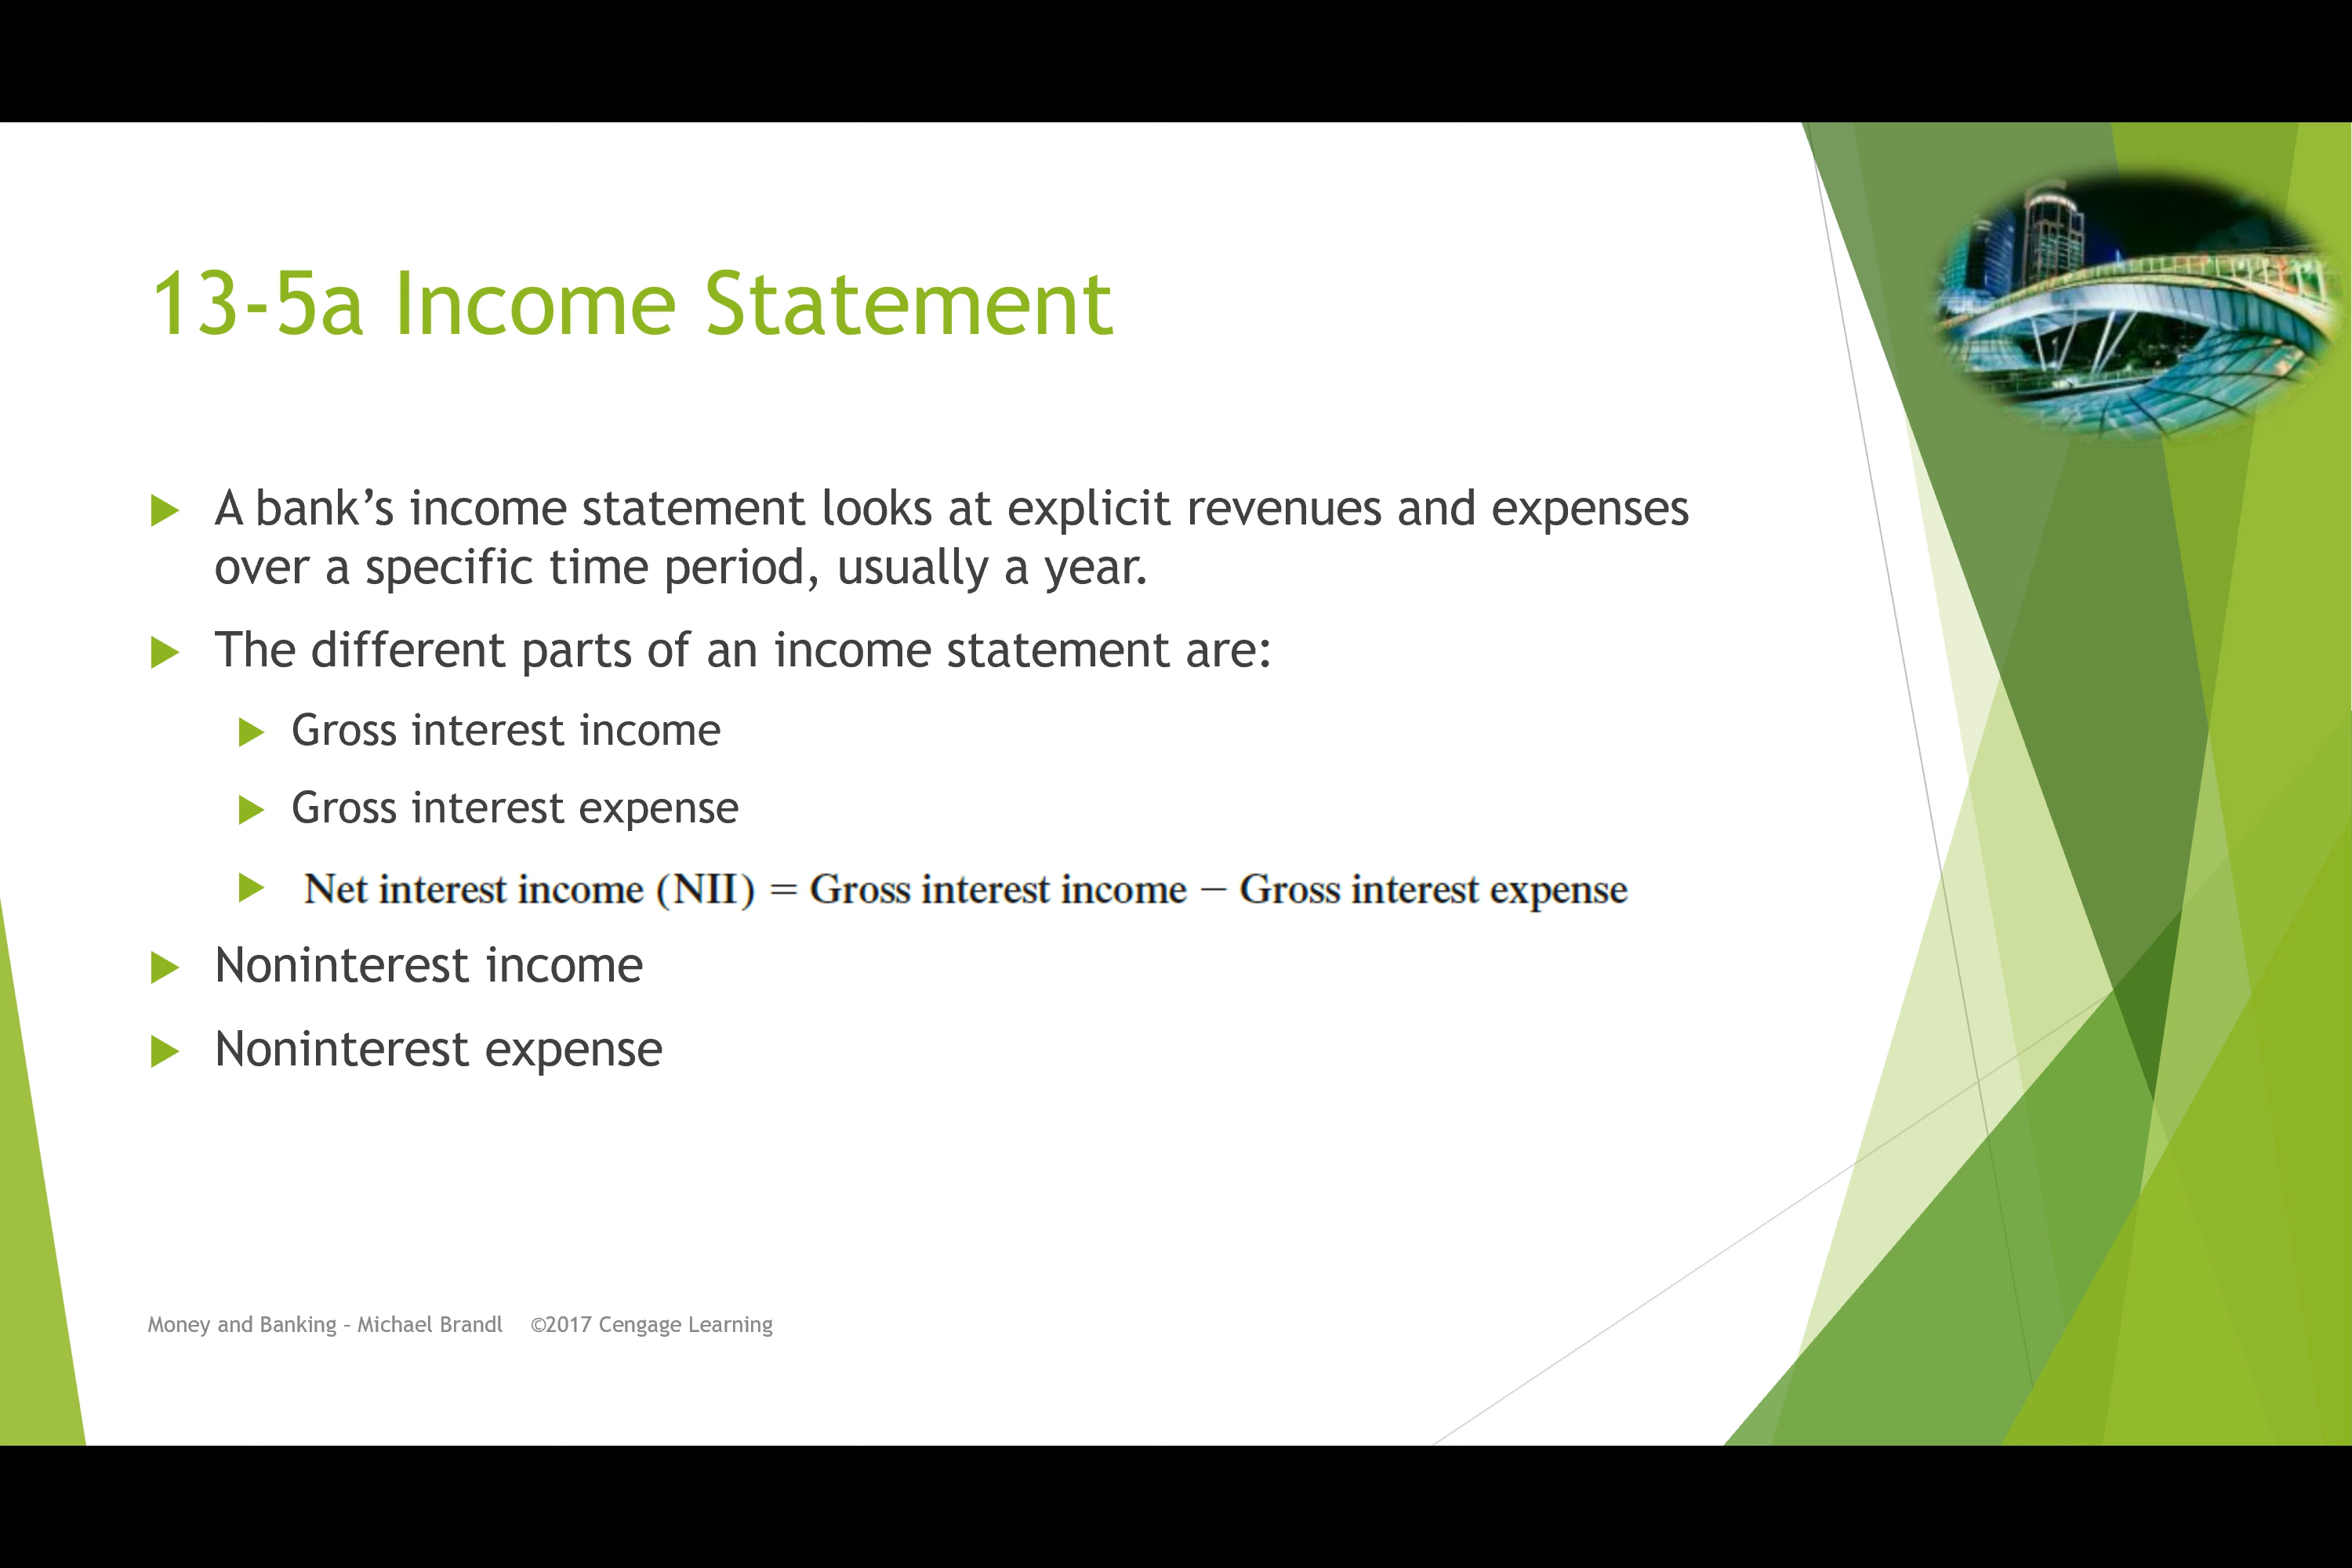 13-5a Income Statement
A bank’s income statement looks at explicit revenues and expenses
over a specific time period, usually a year.
The different parts of an income statement are:
Gross interest income
Gross interest expense
Net interest income (NII) = Gross interest income − Gross interest expense
Noninterest income
Noninterest expense
Money and Banking – Michael Brandl ©2017 Cengage Learning